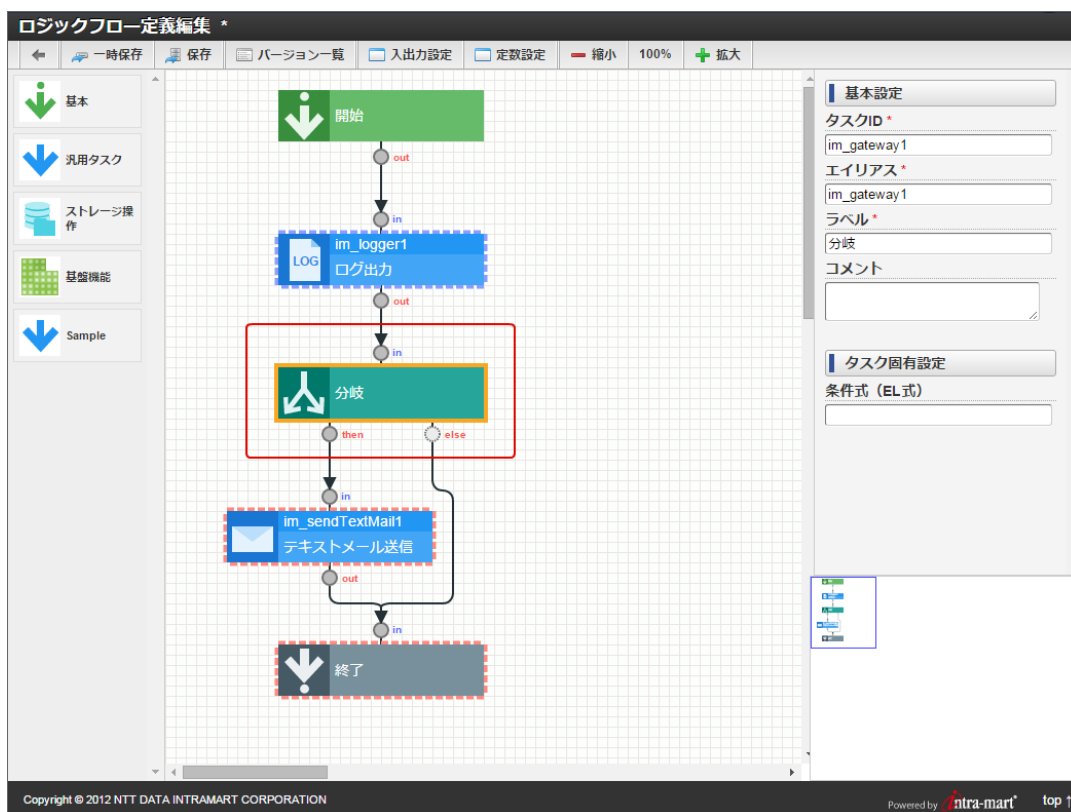 ロジックフロー定義編集 *
一時保存 保存 バージョン一覧 入出力設定 定数設定 縮小 100% 拡大
基本
汎用タスク
ストレージ操
作
基盤機能
Sample
開始
out
in
im_logger1
LOG
ログ出力
out
in
分岐
then else
in
im_sendTextMail1
テキストメール送信
out
in
終了
基本設定
タスクID *
im_gateway1
エイリアス *
im_gateway1
ラベル *
分岐
コメント
タスク固有設定
条件式（EL式）
Copyright © 2012 NTT DATA INTRAMART CORPORATION
Powered by intra-mart
top ↑